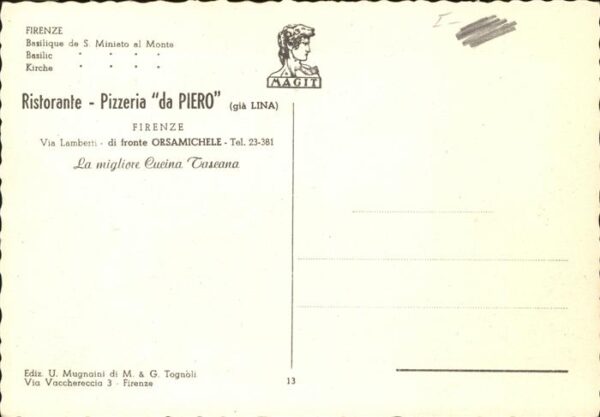 FIRENZE
Basilique de S. Miniato al Monte
Basilic " " " "
Kirche " " " "
MAGIT
Ristorante - Pizzeria "da PIERO" (già LINA)
FIRENZE
Via Lamberti - di fronte ORSAMICHELE - Tel. 23-381
La migliore Cucina Toscana
Ediz. U. Mugnaini di M. & G. Tognoli
Via Vacchereccia 3 - Firenze
13